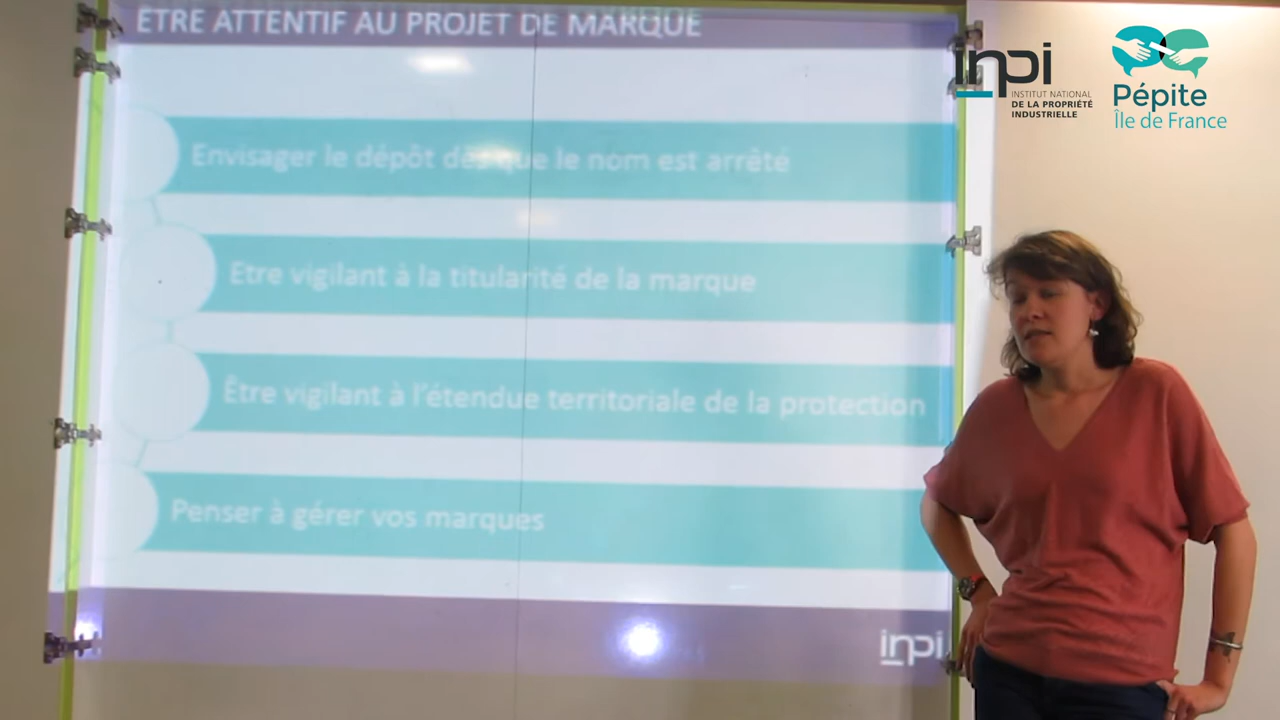 ÊTRE ATTENTIF AU PROJET DE MARQUE
inpi
INSTITUT NATIONAL
DE LA PROPRIÉTÉ
INDUSTRIELLE
Pépite
Île de France
Envisager le dépôt dès que le nom est arrêté
Etre vigilant à la titularité de la marque
Être vigilant à l'étendue territoriale de la protection
Penser à gérer vos marques
inpi